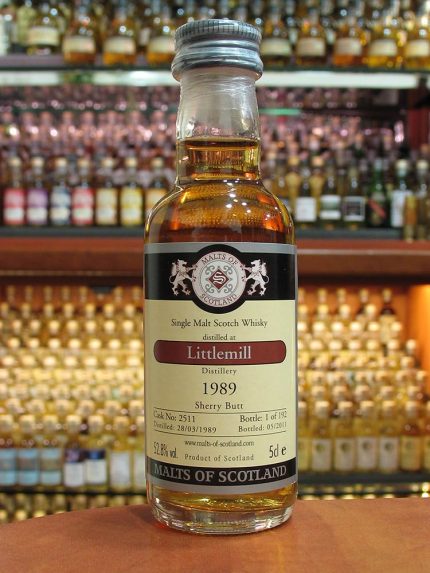 MALTS OF
SCOTLAND
S
Single Malt Scotch Whisky
distilled at
Littlemill
Distillery
1989
Sherry Butt
Cask No: 2511 Bottle: 1 of 192
Distilled: 28/03/1989 Bottled: 05/2011
www.malts-of-scotland.com
52.8% vol. Product of Scotland 5cl e
MALTS OF SCOTLAND